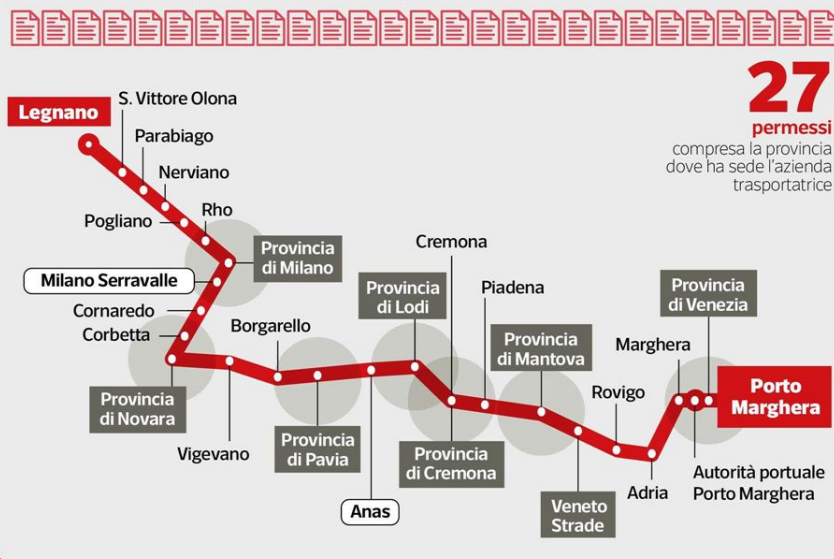 27
permessi
compresa la provincia
dove ha sede l'azienda
trasportatrice
Legnano
S. Vittore Olona
Parabiago
Nerviano
Pogliano
Rho
Provincia
di Milano
Milano Serravalle
Cornaredo
Corbetta
Provincia
di Novara
Vigevano
Borgarello
Provincia
di Pavia
Anas
Provincia
di Lodi
Cremona
Provincia
di Cremona
Piadena
Provincia
di Mantova
Veneto
Strade
Rovigo
Adria
Marghera
Autorità portuale
Porto Marghera
Provincia
di Venezia
Porto
Marghera